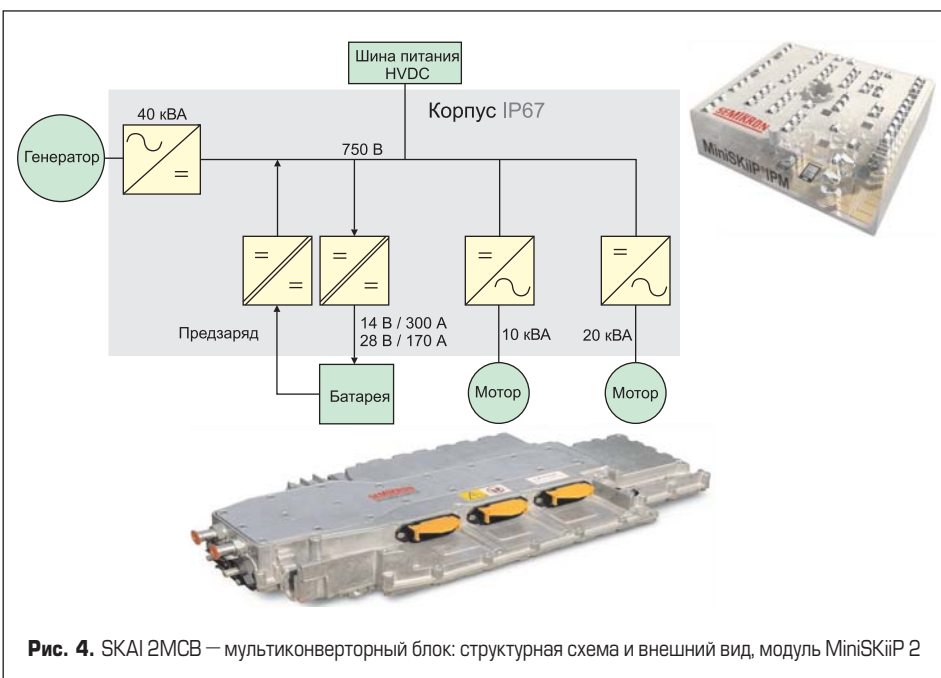 Шина питания
HVDC
Корпус IP67
40 кВА
Генератор
750 В
SEMIKRON
MiniSKiiP® IPM
Предзаряд
14 В / 300 А
28 В / 170 А
10 кВА
20 кВА
Батарея
Мотор
Мотор
SEMIKRON
Рис. 4. SKAI 2MCB — мультиконверторный блок: структурная схема и внешний вид, модуль MiniSKiiP 2